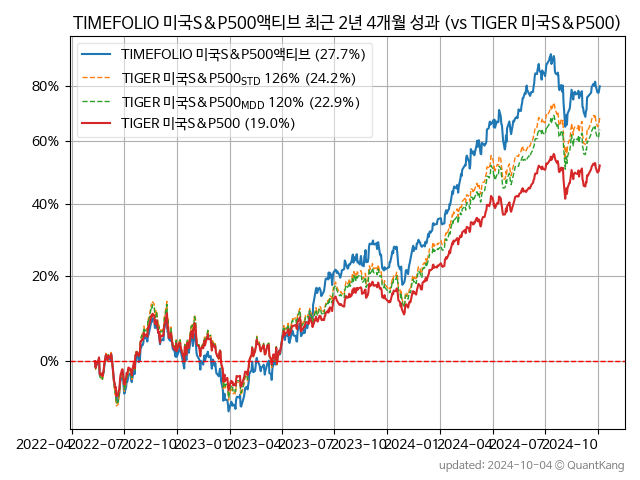 TIMEFOLIO 미국S&P500액티브 최근 2년 4개월 성과 (vs TIGER 미국S&P500)
TIMEFOLIO 미국S&P500액티브 (27.7%)
TIGER 미국S&P500STD 126% (24.2%)
TIGER 미국S&P500MDD 120% (22.9%)
TIGER 미국S&P500 (19.0%)
80%
60%
40%
20%
0%
2022-04 2022-07 2022-10 2023-01 2023-04 2023-07 2023-10 2024-01 2024-04 2024-07 2024-10
updated: 2024-10-04 © QuantKang